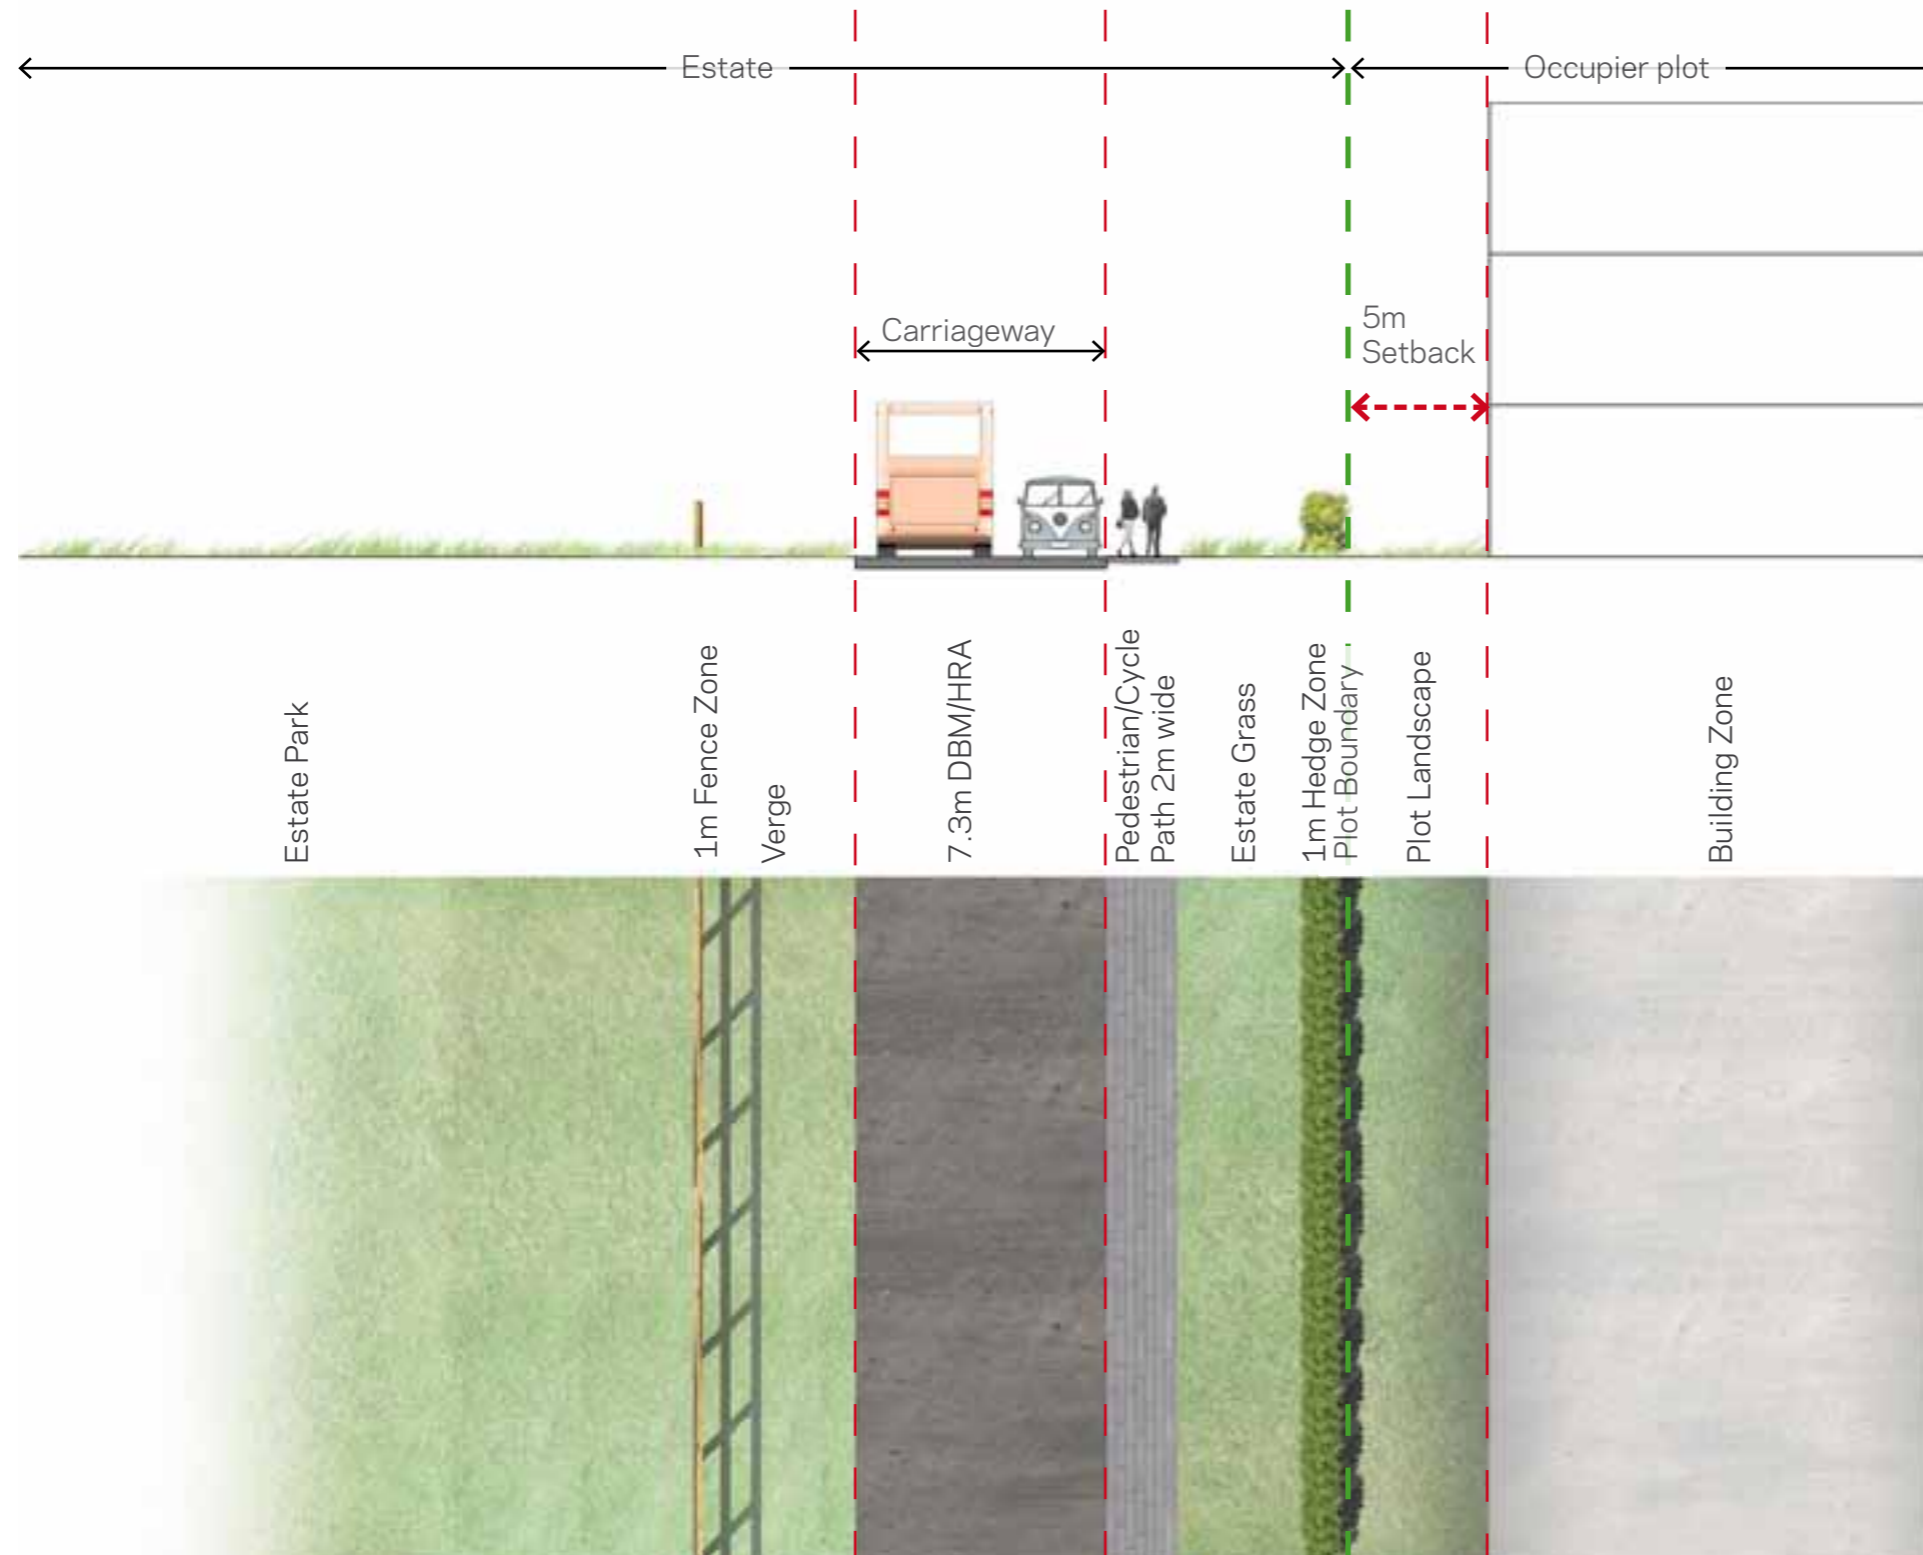 Estate
Occupier plot
Carriageway
5m
Setback
Estate Park
1m Fence Zone
Verge
7.3m DBM/HRA
Pedestrian/Cycle
Path 2m wide
Estate Grass
1m Hedge Zone
Plot Boundary
Plot Landscape
Building Zone